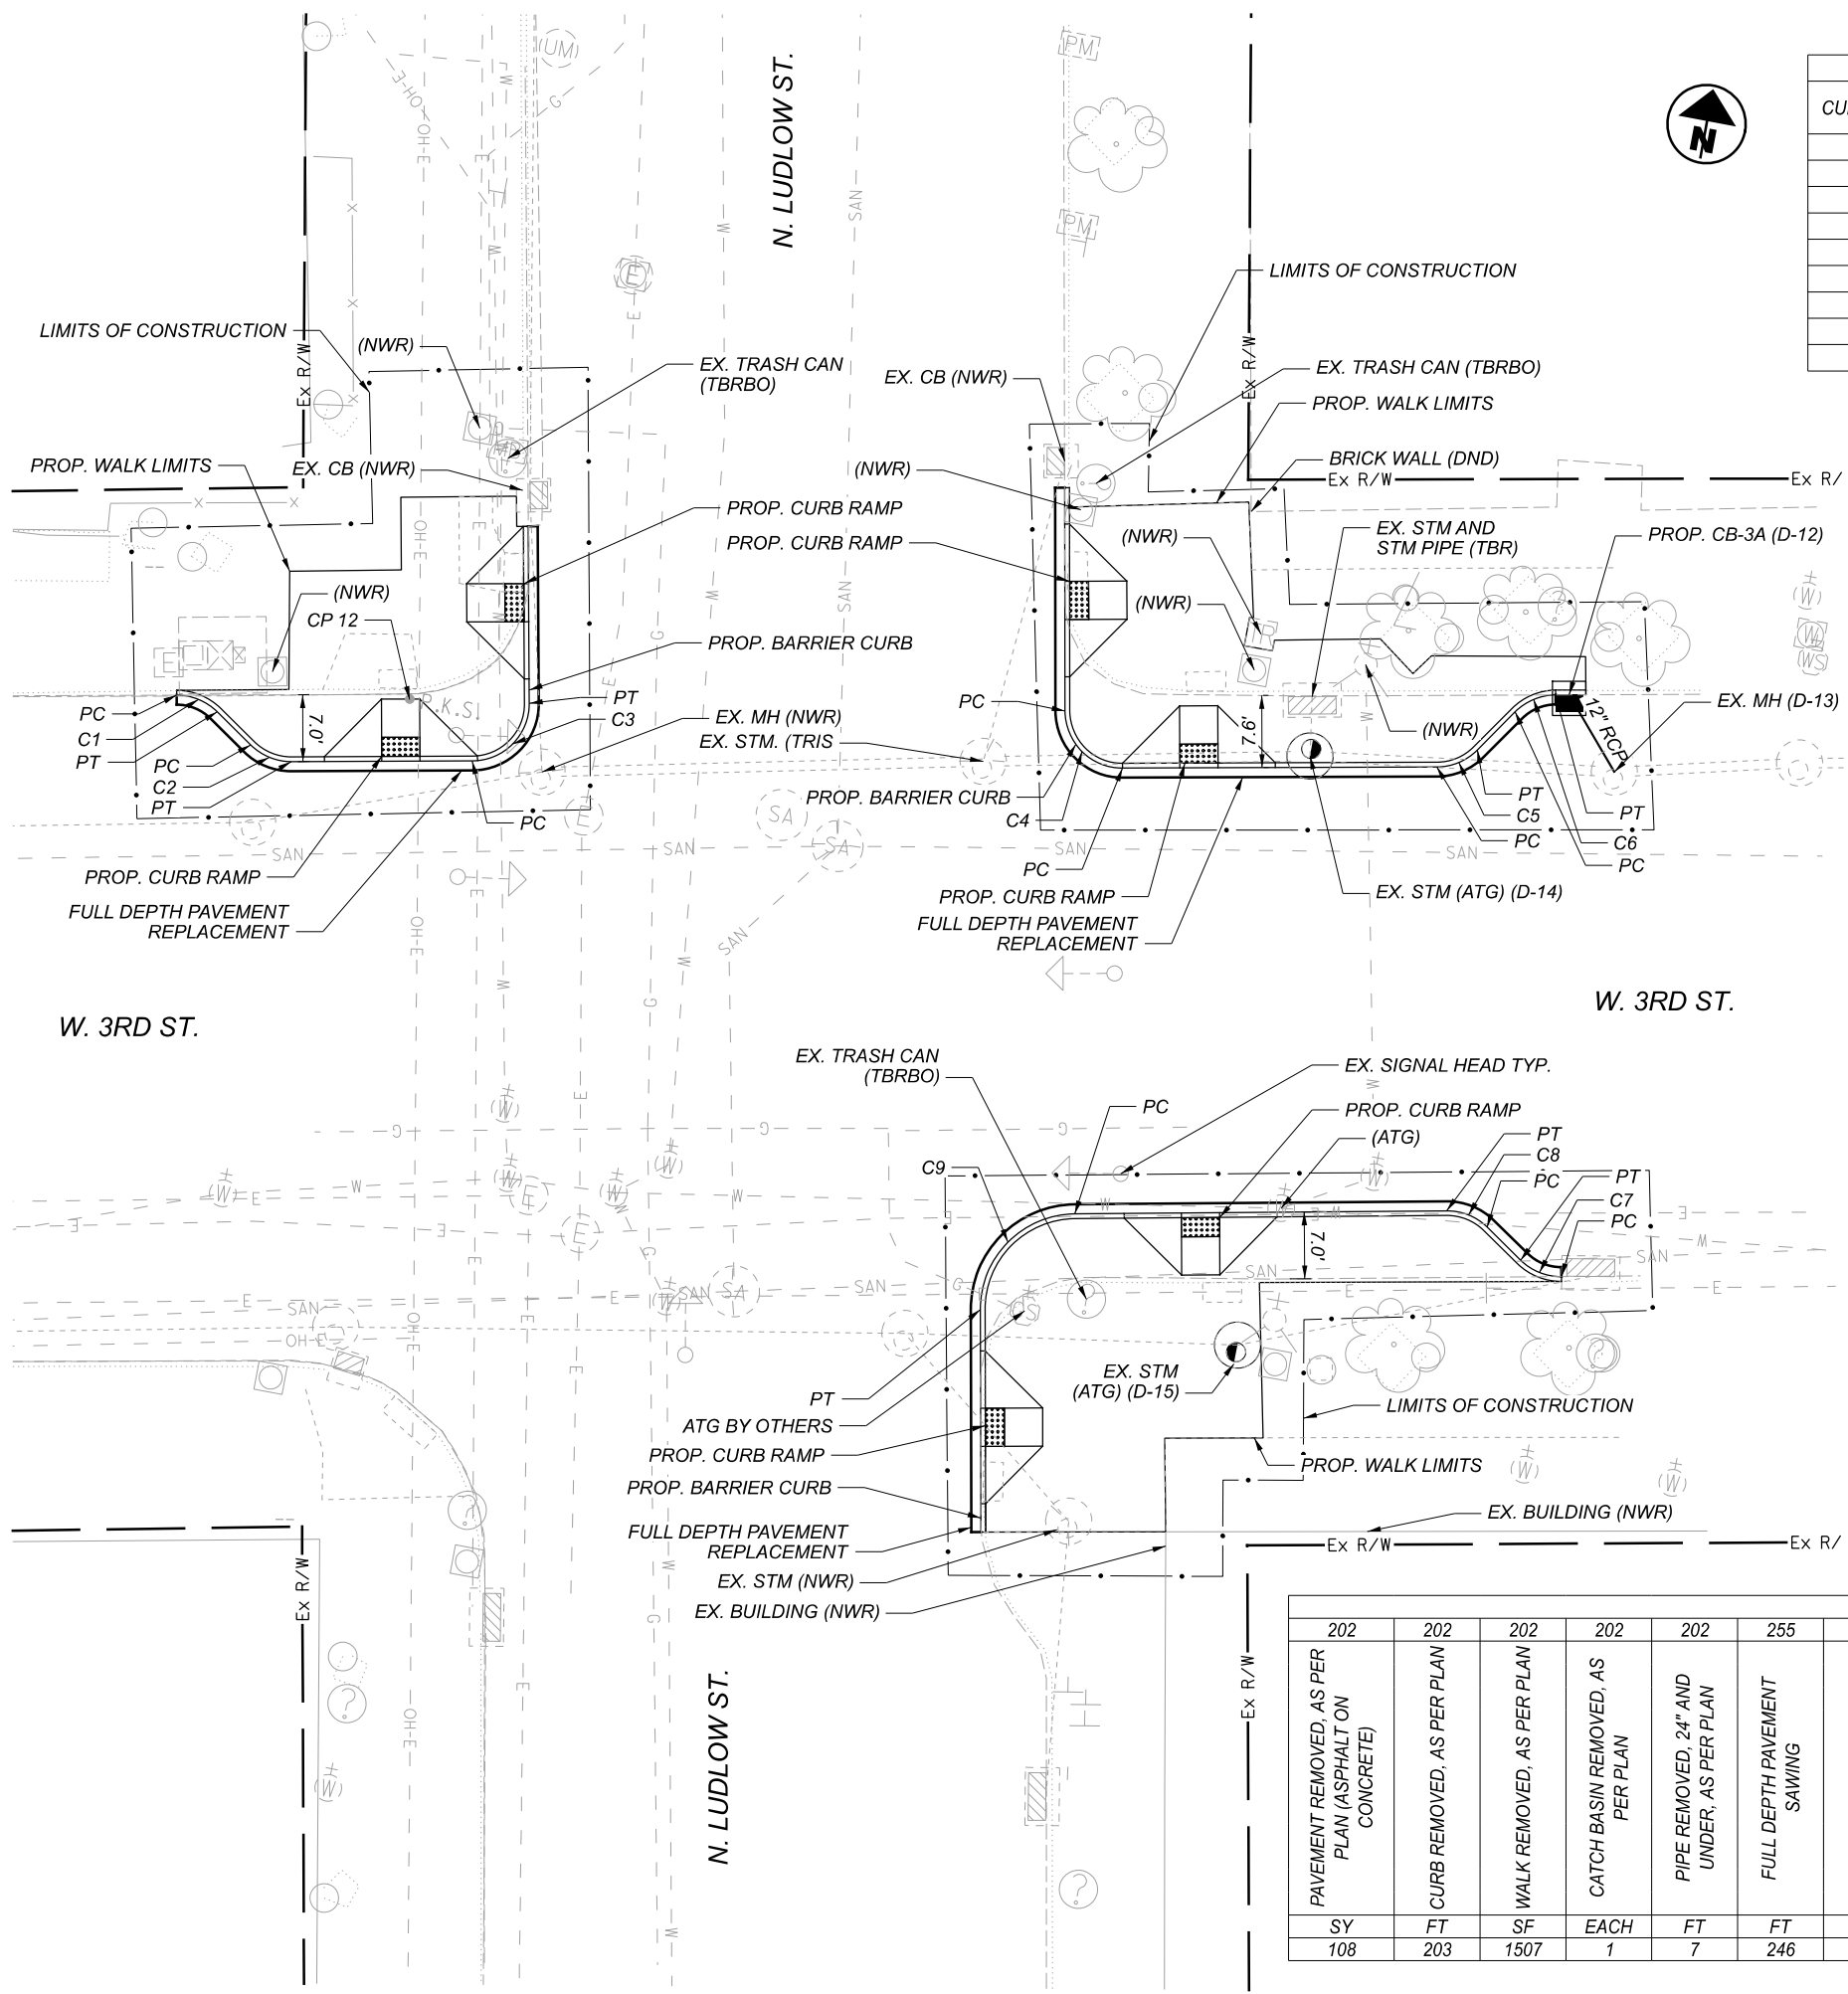 N. LUDLOW ST.
N
CU
LIMITS OF CONSTRUCTION
(NWR)
EX. TRASH CAN
(TBRBO)
PROP. WALK LIMITS
EX. CB (NWR)
PROP. CURB RAMP
PROP. CURB RAMP
(NWR)
CP 12
P.K.S.
7.0'
PROP. BARRIER CURB
PT
C3
EX. MH (NWR)
EX. STM. (TRIS
PC
C1
PT
PC
C2
PT
PC
PROP. CURB RAMP
FULL DEPTH PAVEMENT
REPLACEMENT
Ex R/W
LIMITS OF CONSTRUCTION
EX. TRASH CAN (TBRBO)
EX. CB (NWR)
PROP. WALK LIMITS
(NWR)
BRICK WALL (DND)
Ex R/W
Ex R/W
Ex R/
(NWR)
EX. STM AND
STM PIPE (TBR)
PROP. CB-3A (D-12)
(NWR)
PC
7.6'
(NWR)
12" RCP
EX. MH (D-13)
PROP. BARRIER CURB
C4
PC
PT
C5
PC
PT
C6
PC
PROP. CURB RAMP
EX. STM (ATG) (D-14)
FULL DEPTH PAVEMENT
REPLACEMENT
W. 3RD ST.
W. 3RD ST.
EX. TRASH CAN
(TBRBO)
EX. SIGNAL HEAD TYP.
PC
PROP. CURB RAMP
(ATG)
PT
C8
PC
PT
C7
PC
C9
7.0'
PT
EX. STM
(ATG) (D-15)
ATG BY OTHERS
PROP. CURB RAMP
LIMITS OF CONSTRUCTION
PROP. WALK LIMITS
PROP. BARRIER CURB
EX. BUILDING (NWR)
FULL DEPTH PAVEMENT
REPLACEMENT
Ex R/W
Ex R/
EX. STM (NWR)
EX. BUILDING (NWR)
Ex R/W
Ex R/W
N. LUDLOW ST.
202 202 202 202 202 255
PAVEMENT REMOVED, AS PER
PLAN (ASPHALT ON
CONCRETE)
CURB REMOVED, AS PER PLAN
WALK REMOVED, AS PER PLAN
CATCH BASIN REMOVED, AS
PER PLAN
PIPE REMOVED, 24" AND
UNDER, AS PER PLAN
FULL DEPTH PAVEMENT
SAWING
SY FT SF EACH FT FT
108 203 1507 1 7 246